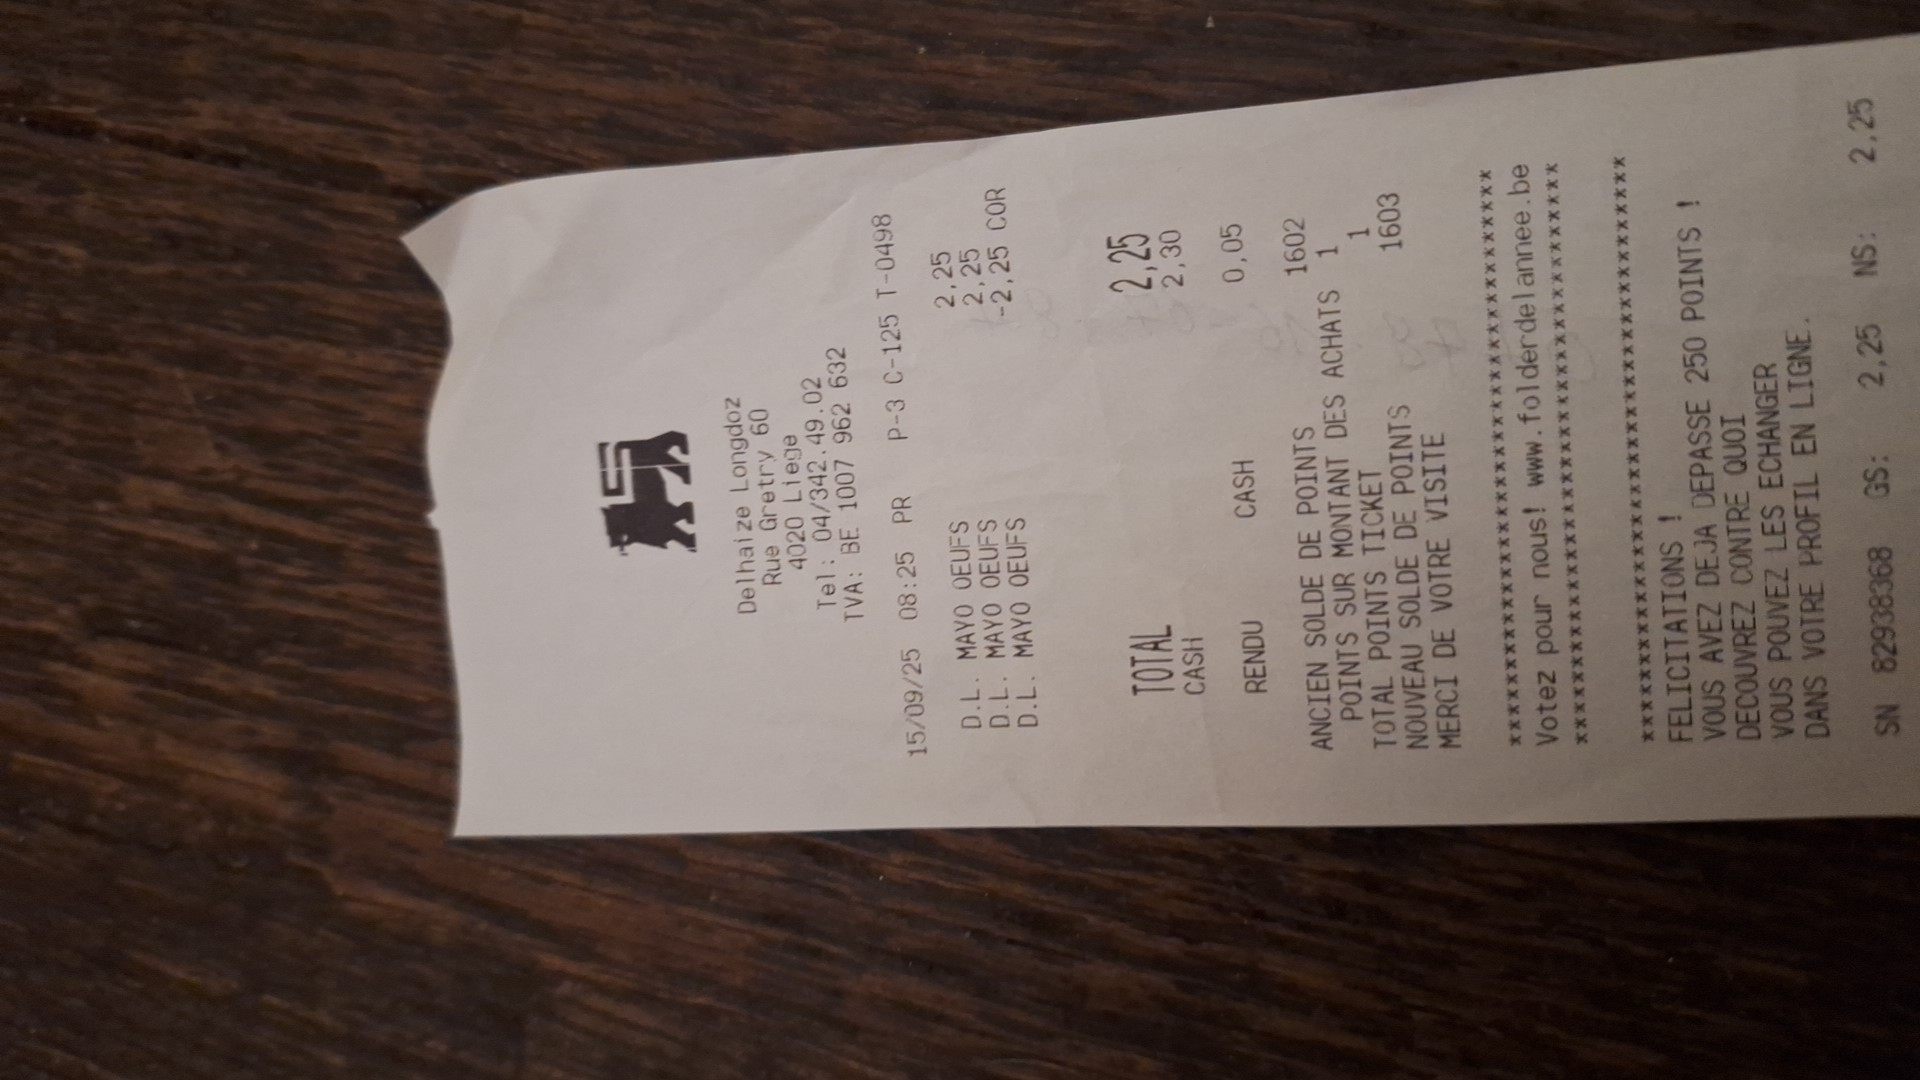 Delhaize Longdoz
Rue Gretry 60
4020 Liege
Tel: 04/342.49.02
TVA: BE 1007 962 632
15/09/25 08:25 PR P-3 C-125 T-0498
D.L. MAYO OEUFS 2,25
D.L. MAYO OEUFS 2,25
D.L. MAYO OEUFS -2,25 COR
TOTAL 2,25
CASH 2,30
RENDU CASH 0,05
ANCIEN SOLDE DE POINTS 1602
POINTS SUR MONTANT DES ACHATS 1
TOTAL POINTS TICKET 1
NOUVEAU SOLDE DE POINTS 1603
MERCI DE VOTRE VISITE
****************************************
Votez pour nous! www.folderdelannee.be
****************************************
****************************************
FELICITATIONS !
VOUS AVEZ DEJA DEPASSE 250 POINTS !
DECOUVREZ CONTRE QUOI
VOUS POUVEZ LES ECHANGER
DANS VOTRE PROFIL EN LIGNE.
SN 829383368 GS: 2,25 NS: 2,25